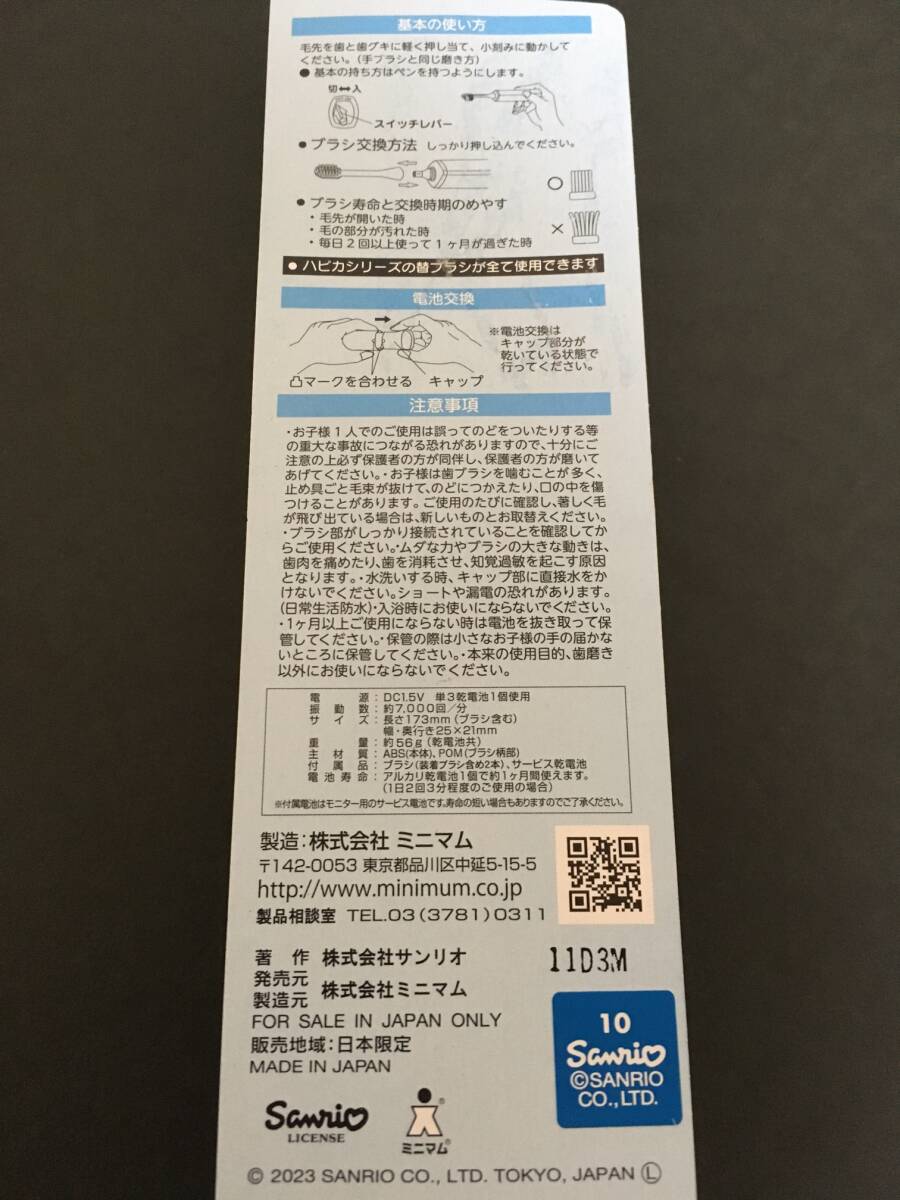 基本の使い方
毛先を歯と歯グキに軽く押し当て、小刻みに動かして
ください。(手ブラシと同じ磨き方)
● 基本の持ち方はペンを持つようにします。
切⇔入
スイッチレバー
● ブラシ交換方法 しっかり押し込んでください。
○
● ブラシ寿命と交換時期のめやす
・毛先が開いた時
・毛の部分が汚れた時
・毎日2回以上使って1ヶ月が過ぎた時
×
● ハピカシリーズの替ブラシが全て使用できます
電池交換
※電池交換は
キャップ部分が
乾いている状態で
行ってください。
凸マークを合わせる キャップ
注意事項
・お子様1人でのご使用は誤ってのどをついたりする等
の重大な事故につながる恐れがありますので、十分にご
注意の上必ず保護者の方が同伴し、保護者の方が磨いて
あげてください。・お子様は歯ブラシを噛むことが多く、
止め具ごと毛束が抜けて、のどにつかえたり、口の中を傷
つけることがあります。ご使用のたびに確認し、著しく毛
が飛び出ている場合は、新しいものとお取替えください。
・ブラシ部がしっかり接続されていることを確認してか
らご使用ください。・ムダな力やブラシの大きな動きは、
歯肉を痛めたり、歯を消耗させ、知覚過敏を起こす原因
となります。・水洗いする時、キャップ部に直接水をか
けないでください。ショートや漏電の恐れがあります。
(日常生活防水)・入浴時にお使いにならないでください。
・1ヶ月以上ご使用にならない時は電池を抜き取って保
管してください。・保管の際は小さなお子様の手の届かな
いところに保管してください。・本来の使用目的、歯磨き
以外にお使いにならないでください。
電源:DC1.5V 単3乾電池1個使用
振動数:約7,000回/分
サイズ:長さ173mm(ブラシ含む)
幅・奥行き25×21mm
重量:約56g(乾電池共)
主材質:ABS(本体)、POM(ブラシ柄部)
付属品:ブラシ(装着ブラシ含め2本)、サービス乾電池
電池寿命:アルカリ乾電池1個で約1ヶ月間使えます。
(1日2回3分程度のご使用の場合)
※付属電池はモニター用のサービス電池です。寿命の短い場合もありますのでご了承ください。
製造:株式会社 ミニマム
〒142-0053 東京都品川区中延5-15-5
http://www.minimum.co.jp
製品相談室 TEL.03(3781)0311
著作 株式会社サンリオ
発売元
製造元 株式会社ミニマム
11D3M
FOR SALE IN JAPAN ONLY
販売地域:日本限定
MADE IN JAPAN
10
Sanrio
©SANRIO
CO.,LTD.
Sanrio
LICENSE
®
ミニマム®
© 2023 SANRIO CO., LTD. TOKYO, JAPAN Ⓛ